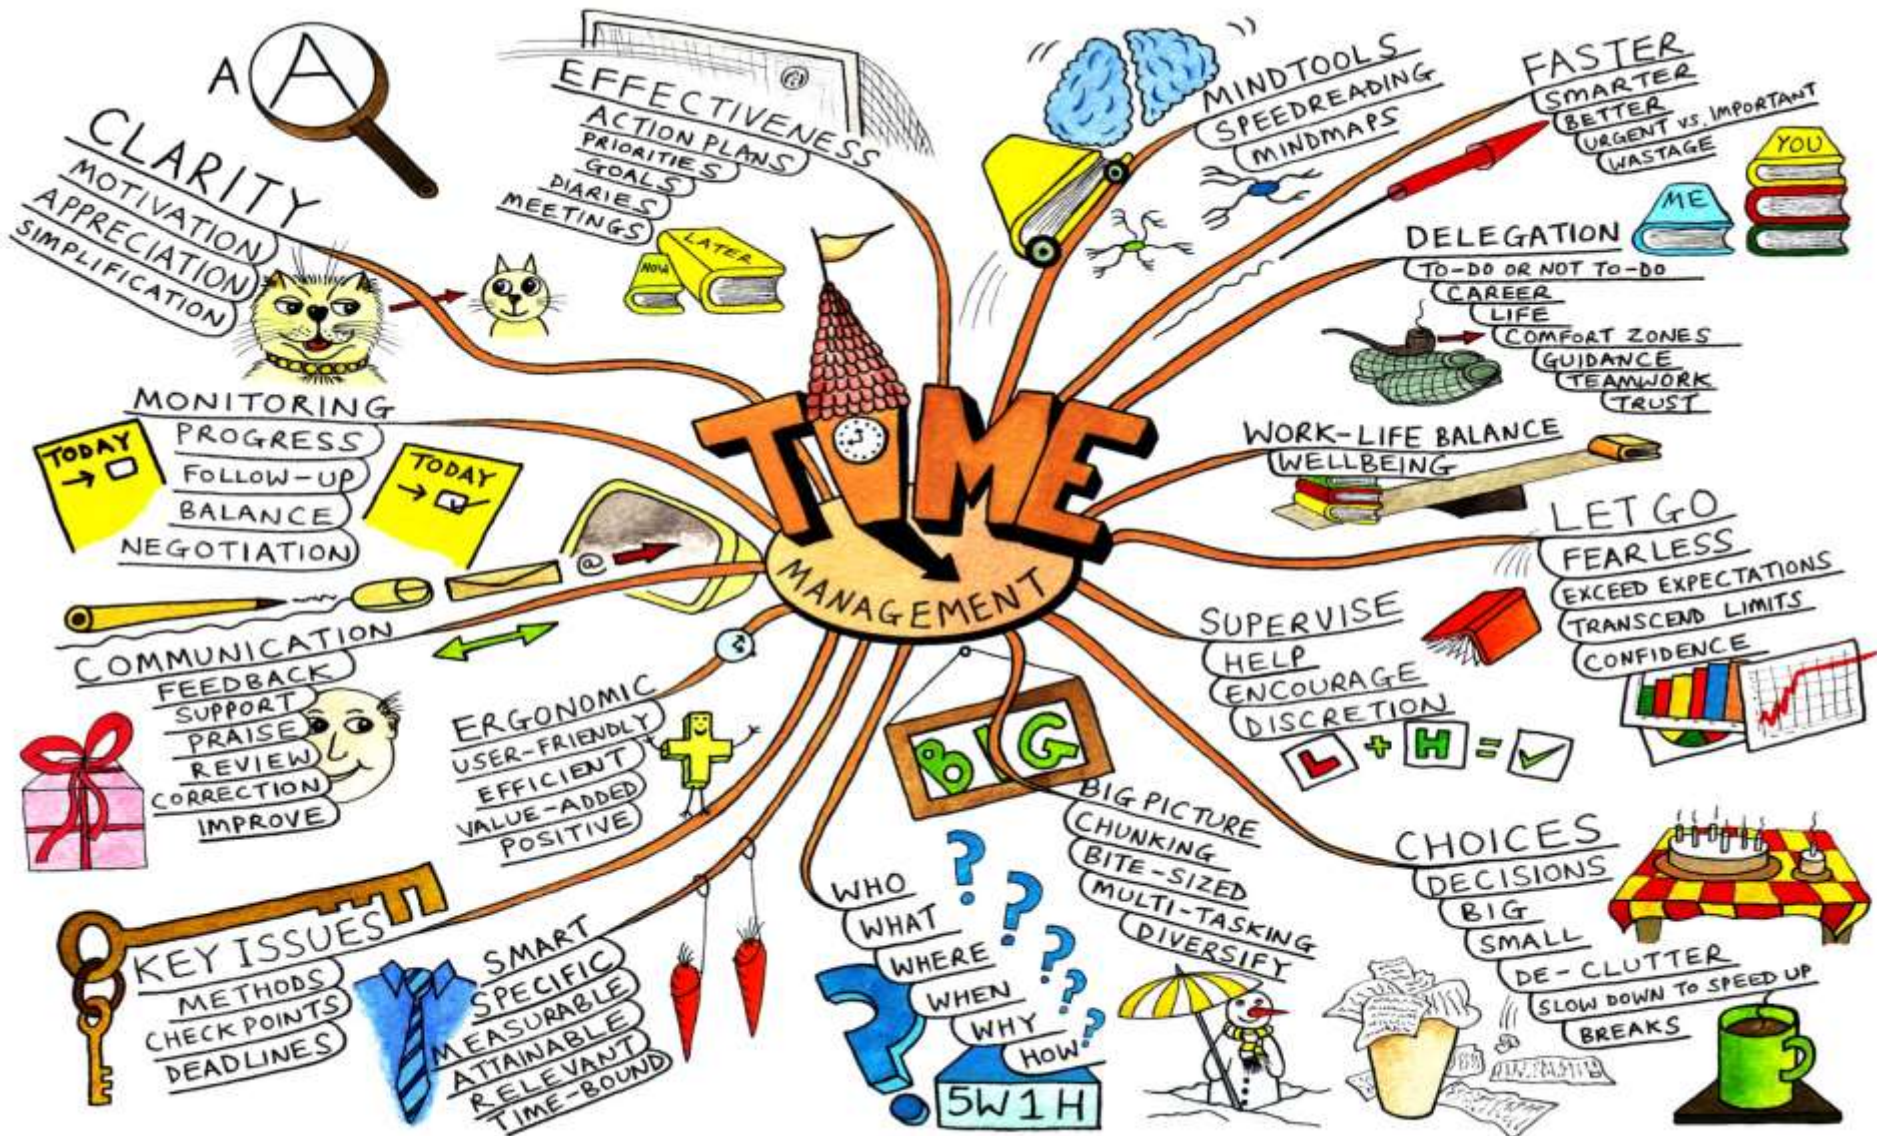 TIME
MANAGEMENT
A
A
CLARITY
MOTIVATION
APPRECIATION
SIMPLIFICATION
EFFECTIVENESS
ACTION PLANS
PRIORITIES
GOALS
DIARIES
MEETINGS
NOW
LATER
MINDTOOLS
SPEEDREADING
MINDMAPS
FASTER
SMARTER
BETTER
URGENT VS. IMPORTANT
WASTAGE
YOU
ME
DELEGATION
TO-DO OR NOT TO-DO
CAREER
LIFE
COMFORT ZONES
GUIDANCE
TEAMWORK
TRUST
WORK-LIFE BALANCE
WELLBEING
LET GO
FEARLESS
EXCEED EXPECTATIONS
TRANSCEND LIMITS
CONFIDENCE
SUPERVISE
HELP
ENCOURAGE
DISCRETION
L + H = ✓
CHOICES
DECISIONS
BIG
SMALL
DE-CLUTTER
SLOW DOWN TO SPEED UP
BREAKS
BIG
BIG PICTURE
CHUNKING
BITE-SIZED
MULTI-TASKING
DIVERSIFY
WHO
WHAT
WHERE
WHEN
WHY
HOW
? ? ? ? ? ?
?
5W1H
SMART
SPECIFIC
MEASURABLE
ATTAINABLE
RELEVANT
TIME-BOUND
KEY ISSUES
METHODS
CHECK POINTS
DEADLINES
ERGONOMIC
USER-FRIENDLY
EFFICIENT
VALUE-ADDED
POSITIVE
@
COMMUNICATION
FEEDBACK
SUPPORT
PRAISE
REVIEW
CORRECTION
IMPROVE
MONITORING
PROGRESS
FOLLOW-UP
BALANCE
NEGOTIATION
TODAY
→ ☐
TODAY
→ ☑